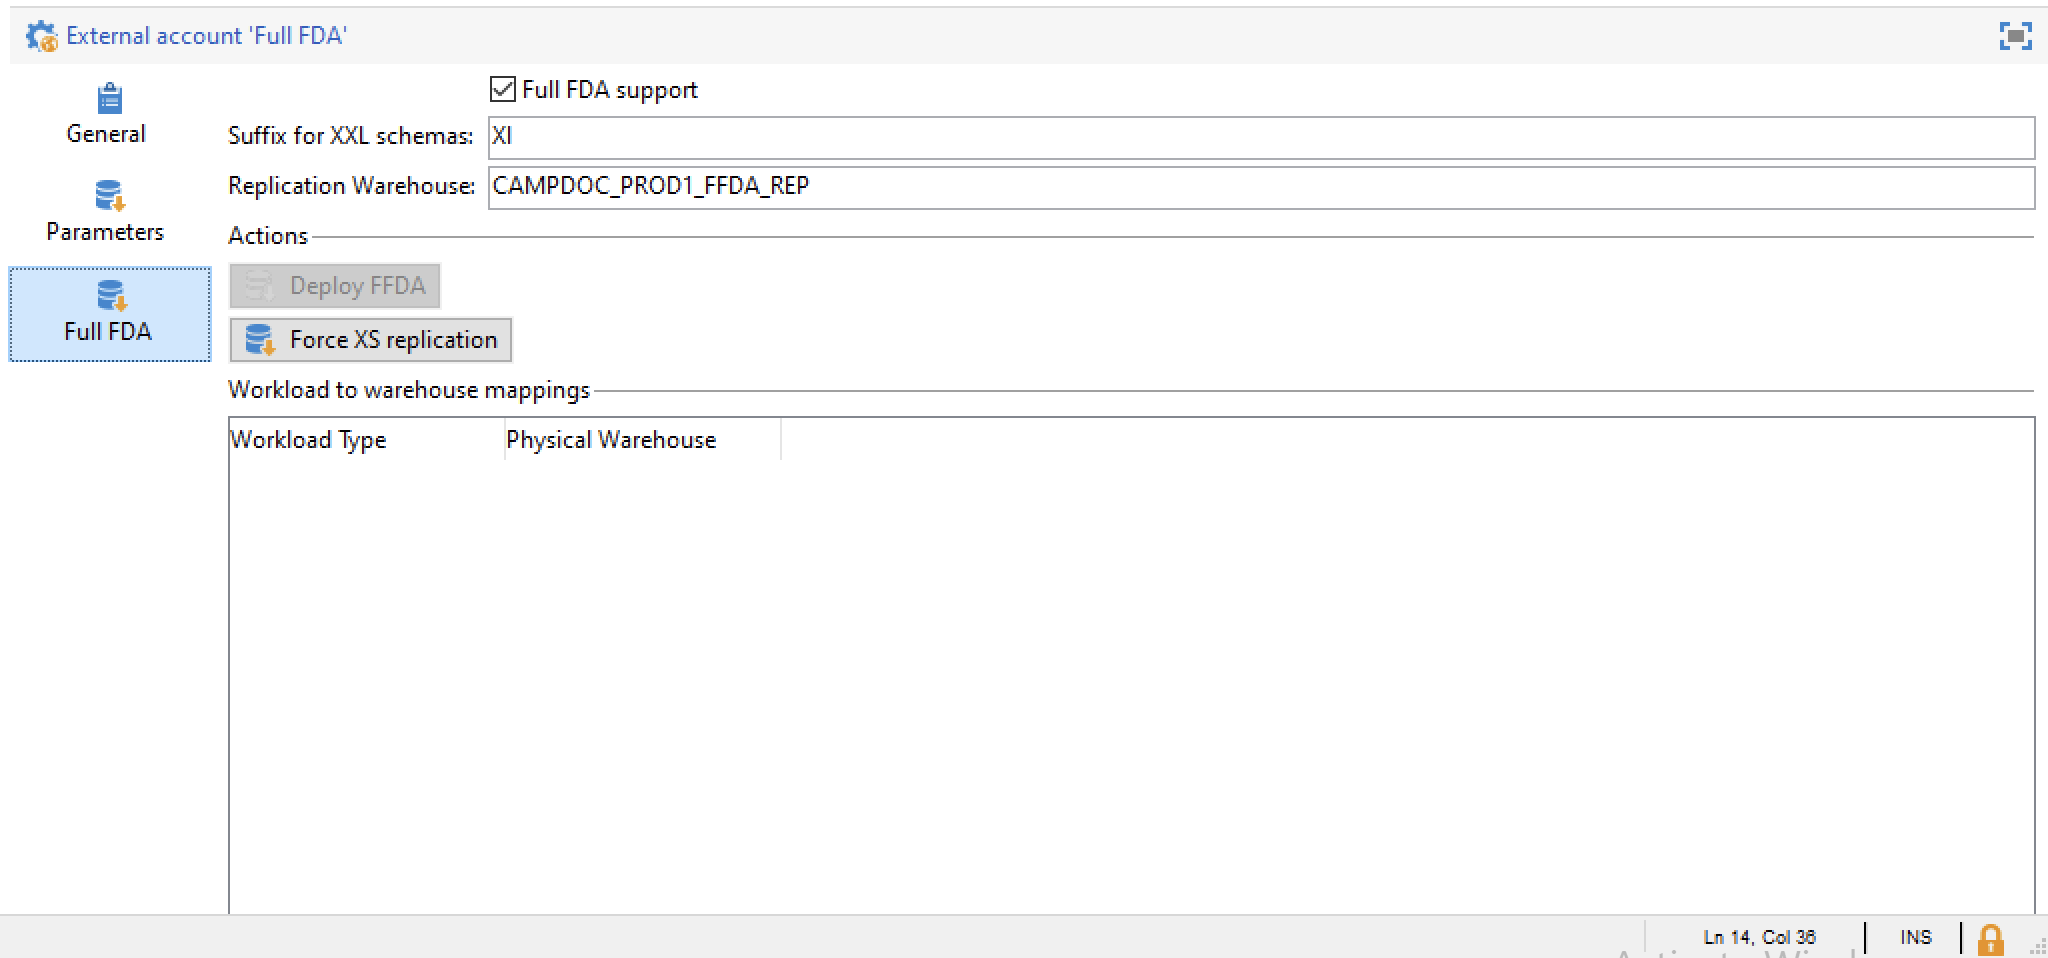 External account 'Full FDA'
General
Parameters
Full FDA
Full FDA support
Suffix for XXL schemas: Xl
Replication Warehouse: CAMPDOC_PROD1_FFDA_REP
Actions
Deploy FFDA
Force XS replication
Workload to warehouse mappings
Workload Type Physical Warehouse
Ln 14, Col 36 INS